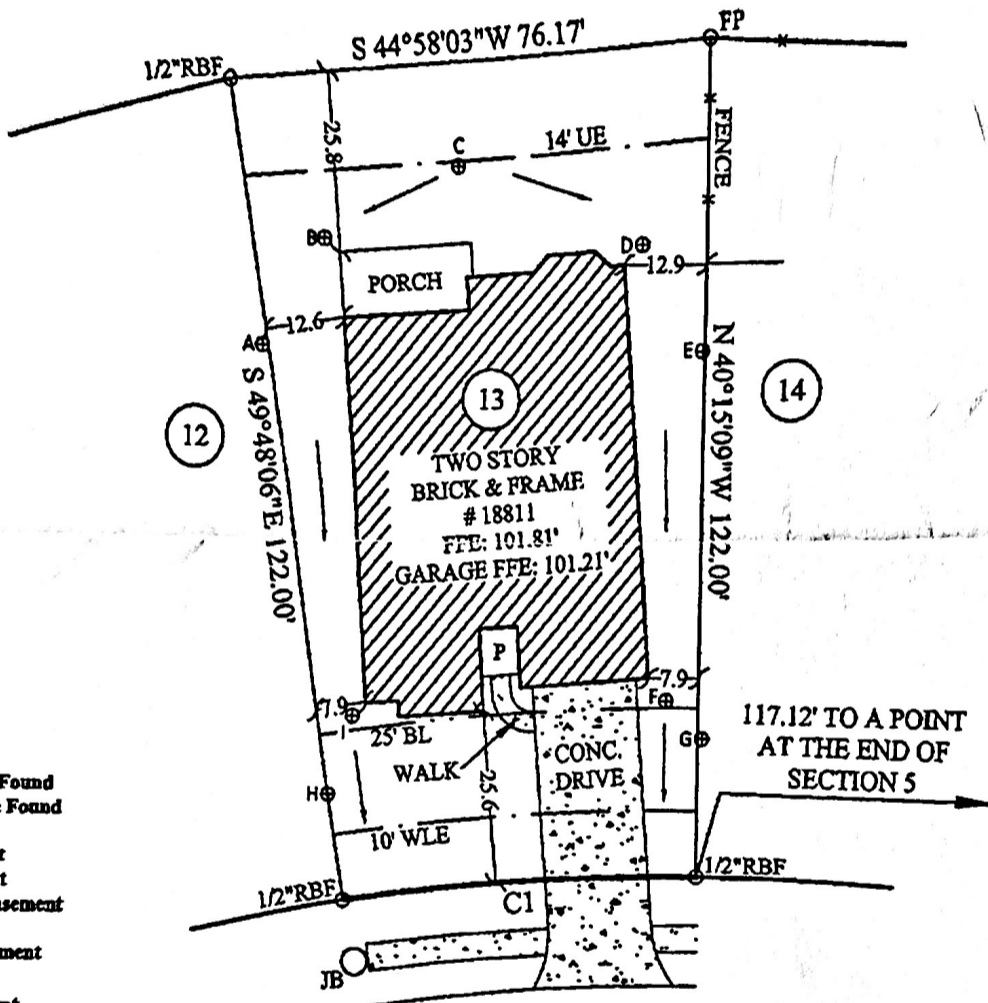 S 44°58'03"W 76.17'
FP
1/2"RBF
FENCE
25.8
C
14' UE
B
D
12.9
PORCH
12.6
A
E
S 49°48'06"E 122.00'
N 40°15'09"W 122.00'
12
13
14
TWO STORY
BRICK & FRAME
# 18811
FFE: 101.81'
GARAGE FFE: 101.21'
P
7.9
7.9
F
I
25' BL
G
117.12' TO A POINT
AT THE END OF
SECTION 5
WALK
CONC.
DRIVE
25.6
H
10' WLE
1/2"RBF
1/2"RBF
C1
JB
Found
Found